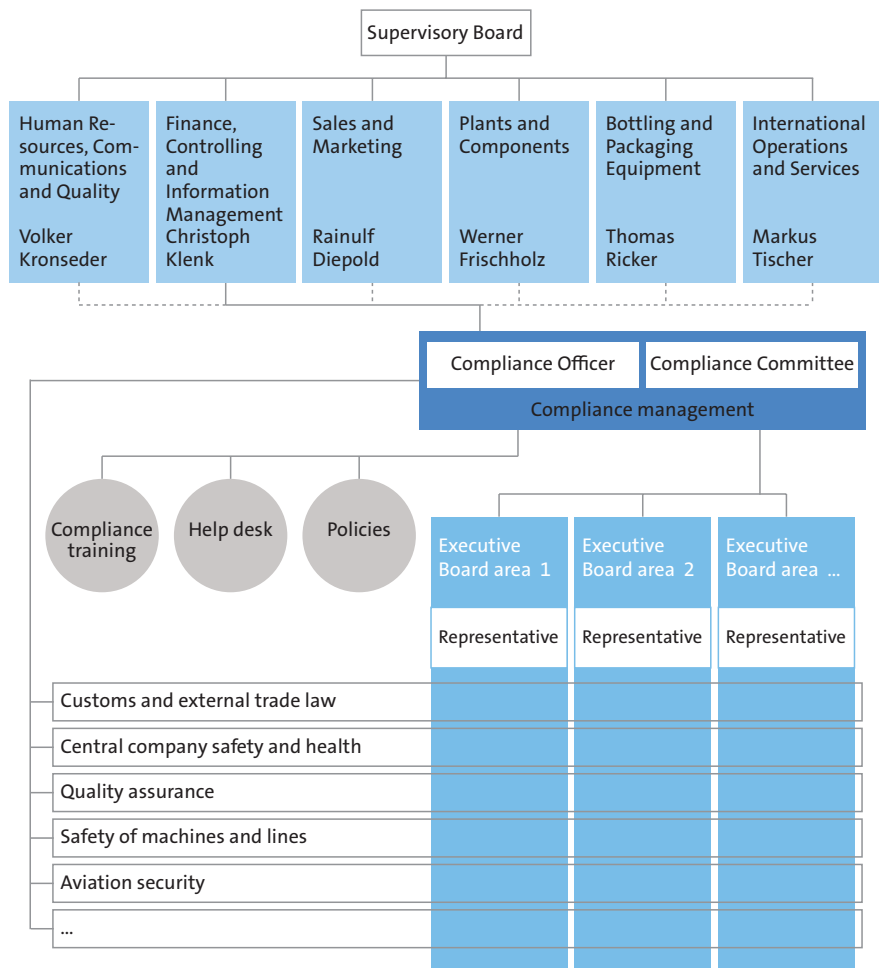 Supervisory Board
Human Re-
sources, Com-
munications
and Quality
Volker
Kronseder
Finance,
Controlling
and
Information
Management
Christoph
Klenk
Sales and
Marketing
Rainulf
Diepold
Plants and
Components
Werner
Frischholz
Bottling and
Packaging
Equipment
Thomas
Ricker
International
Operations
and Services
Markus
Tischer
Compliance Officer
Compliance Committee
Compliance management
Compliance
training
Help desk
Policies
Executive
Board area 1
Executive
Board area 2
Executive
Board area ...
Representative
Representative
Representative
Customs and external trade law
Central company safety and health
Quality assurance
Safety of machines and lines
Aviation security
...